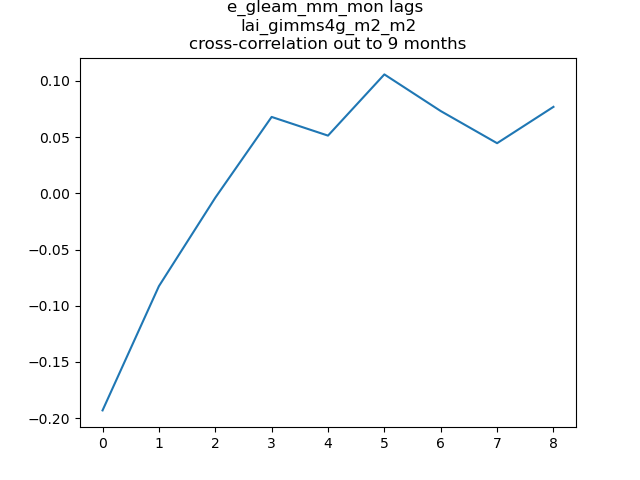 e_gleam_mm_mon lags
lai_gimms4g_m2_m2
cross-correlation out to 9 months
0.10
0.05
0.00
−0.05
−0.10
−0.15
−0.20
0 1 2 3 4 5 6 7 8